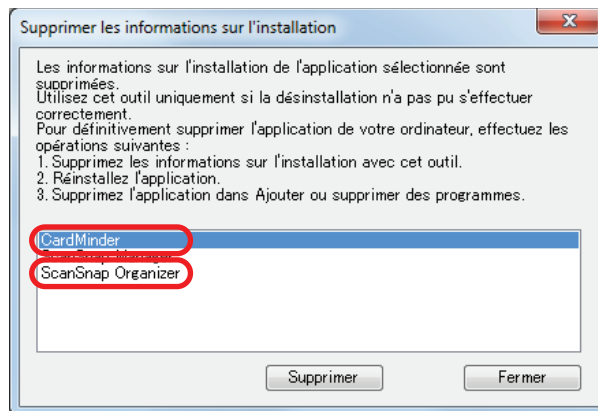 Supprimer les informations sur l'installation
Les informations sur l'installation de l'application sélectionnée sont
supprimées.
Utilisez cet outil uniquement si la désinstallation n'a pas pu s'effectuer
correctement.
Pour définitivement supprimer l'application de votre ordinateur, effectuez les
opérations suivantes :
1. Supprimez les informations sur l'installation avec cet outil.
2. Réinstallez l'application.
3. Supprimez l'application dans Ajouter ou supprimer des programmes.
CardMinder
ScanSnap Manager
ScanSnap Organizer
Supprimer
Fermer